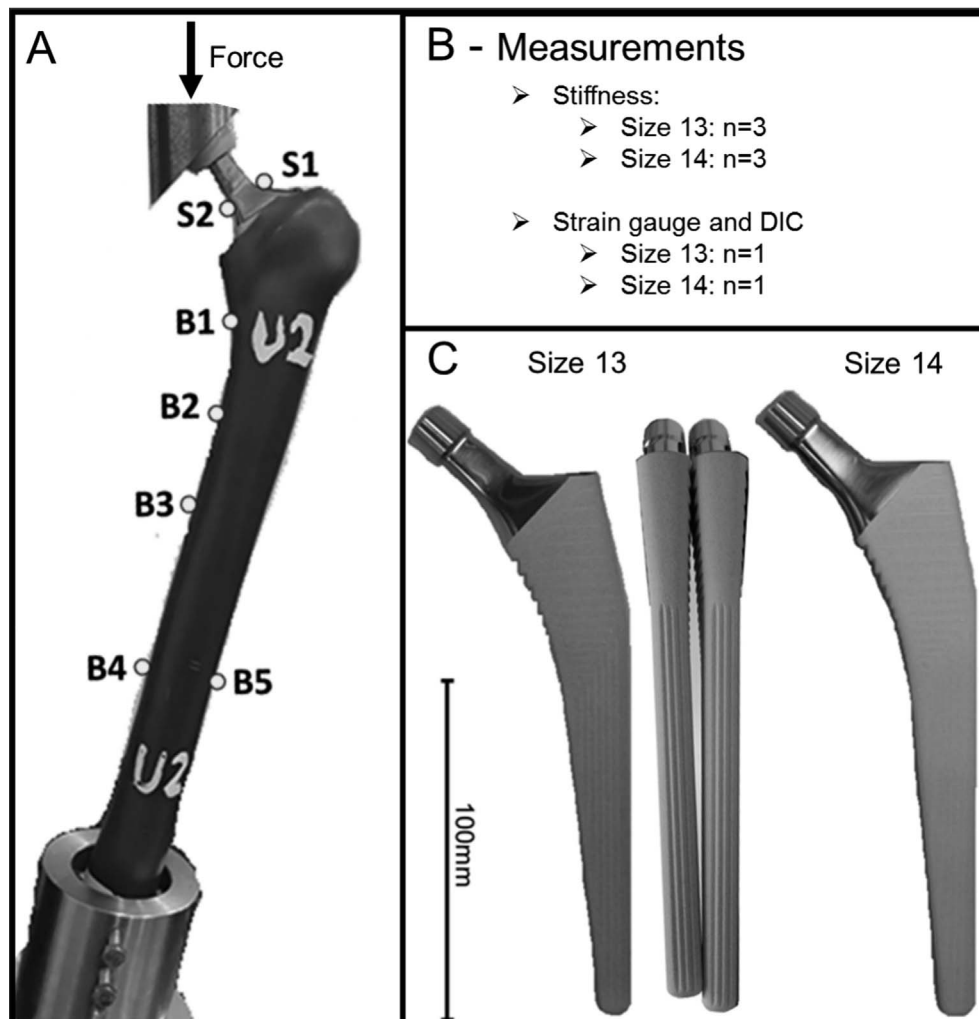 A
Force
S1
S2
B1
U2
B2
B3
B4
B5
U2
B - Measurements
➢ Stiffness:
➢ Size 13: n=3
➢ Size 14: n=3
➢ Strain gauge and DIC
➢ Size 13: n=1
➢ Size 14: n=1
C
Size 13
Size 14
100mm